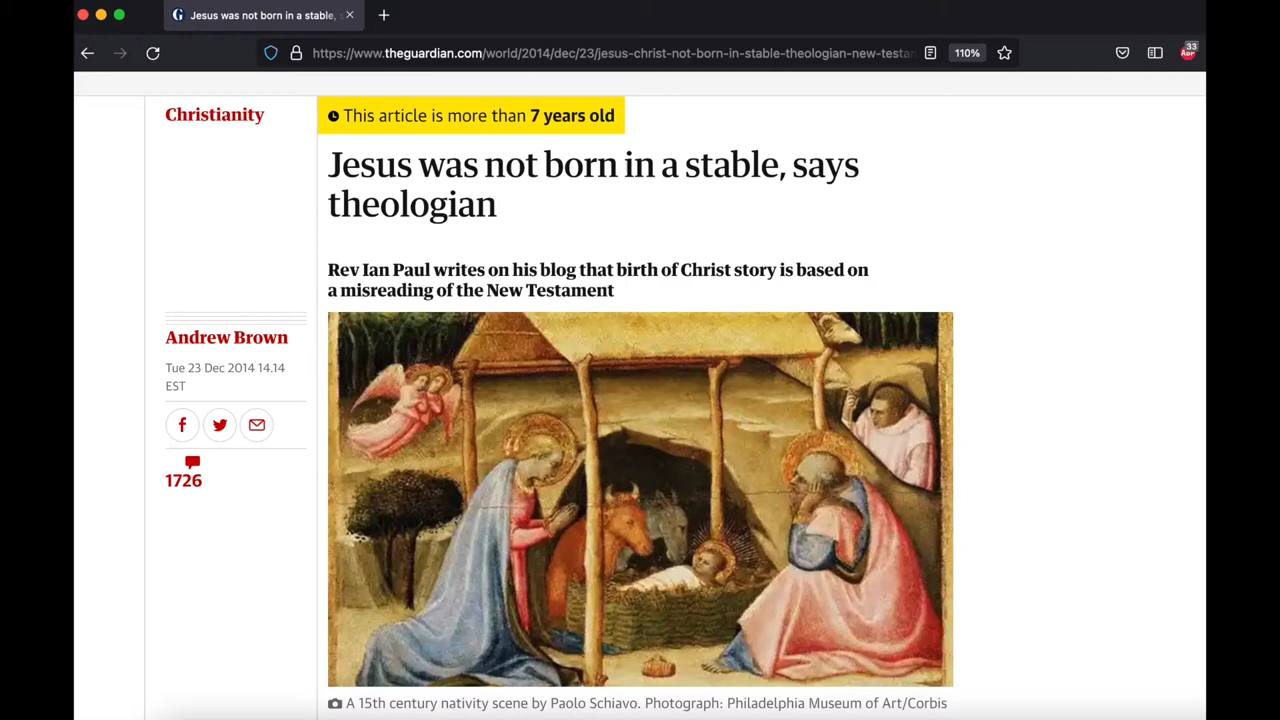 Jesus was not born in a stable, s
https://www.theguardian.com/world/2014/dec/23/jesus-christ-not-born-in-stable-theologian-new-testar
110%
33
ABP
Christianity
This article is more than 7 years old
Jesus was not born in a stable, says
theologian
Rev Ian Paul writes on his blog that birth of Christ story is based on
a misreading of the New Testament
Andrew Brown
Tue 23 Dec 2014 14.14
EST
1726
A 15th century nativity scene by Paolo Schiavo. Photograph: Philadelphia Museum of Art/Corbis